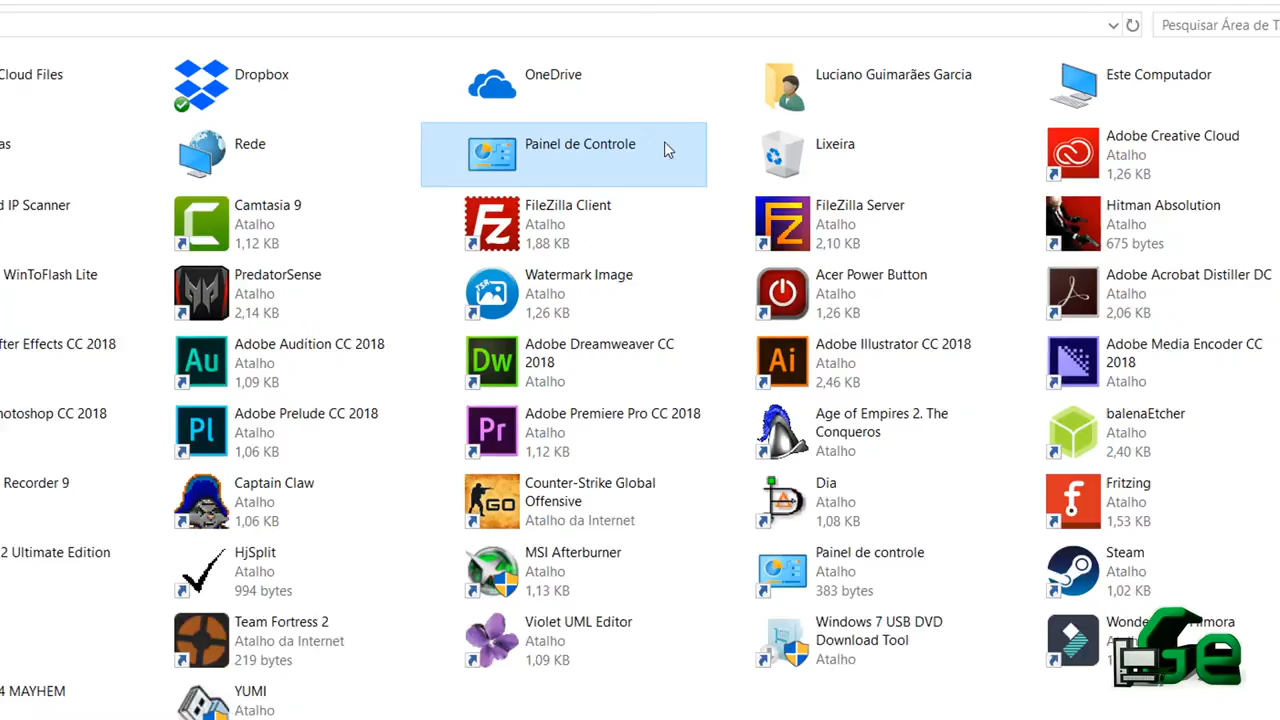 Pesquisar Área de T
Cloud Files
Dropbox
OneDrive
Luciano Guimarães Garcia
Este Computador
as
Rede
Painel de Controle
Lixeira
Adobe Creative Cloud
Atalho
1,26 KB
d IP Scanner
Camtasia 9
Atalho
1,12 KB
FileZilla Client
Atalho
1,88 KB
FileZilla Server
Atalho
2,10 KB
Hitman Absolution
Atalho
675 bytes
WinToFlash Lite
PredatorSense
Atalho
2,14 KB
Watermark Image
Atalho
1,26 KB
Acer Power Button
Atalho
1,26 KB
Adobe Acrobat Distiller DC
Atalho
2,06 KB
fter Effects CC 2018
Adobe Audition CC 2018
Atalho
1,09 KB
Adobe Dreamweaver CC
2018
Atalho
Adobe Illustrator CC 2018
Atalho
2,46 KB
Adobe Media Encoder CC
2018
Atalho
hotoshop CC 2018
Adobe Prelude CC 2018
Atalho
1,06 KB
Adobe Premiere Pro CC 2018
Atalho
1,12 KB
Age of Empires 2. The
Conqueros
Atalho
balenaEtcher
Atalho
2,40 KB
Recorder 9
Captain Claw
Atalho
1,06 KB
Counter-Strike Global
Offensive
Atalho da Internet
Dia
Atalho
1,08 KB
Fritzing
Atalho
1,53 KB
2 Ultimate Edition
HjSplit
Atalho
994 bytes
MSI Afterburner
Atalho
1,13 KB
Painel de controle
Atalho
383 bytes
Steam
Atalho
1,02 KB
Team Fortress 2
Atalho da Internet
219 bytes
Violet UML Editor
Atalho
1,09 KB
Windows 7 USB DVD
Download Tool
Atalho
Ge
4 MAYHEM
YUMI
Atalho